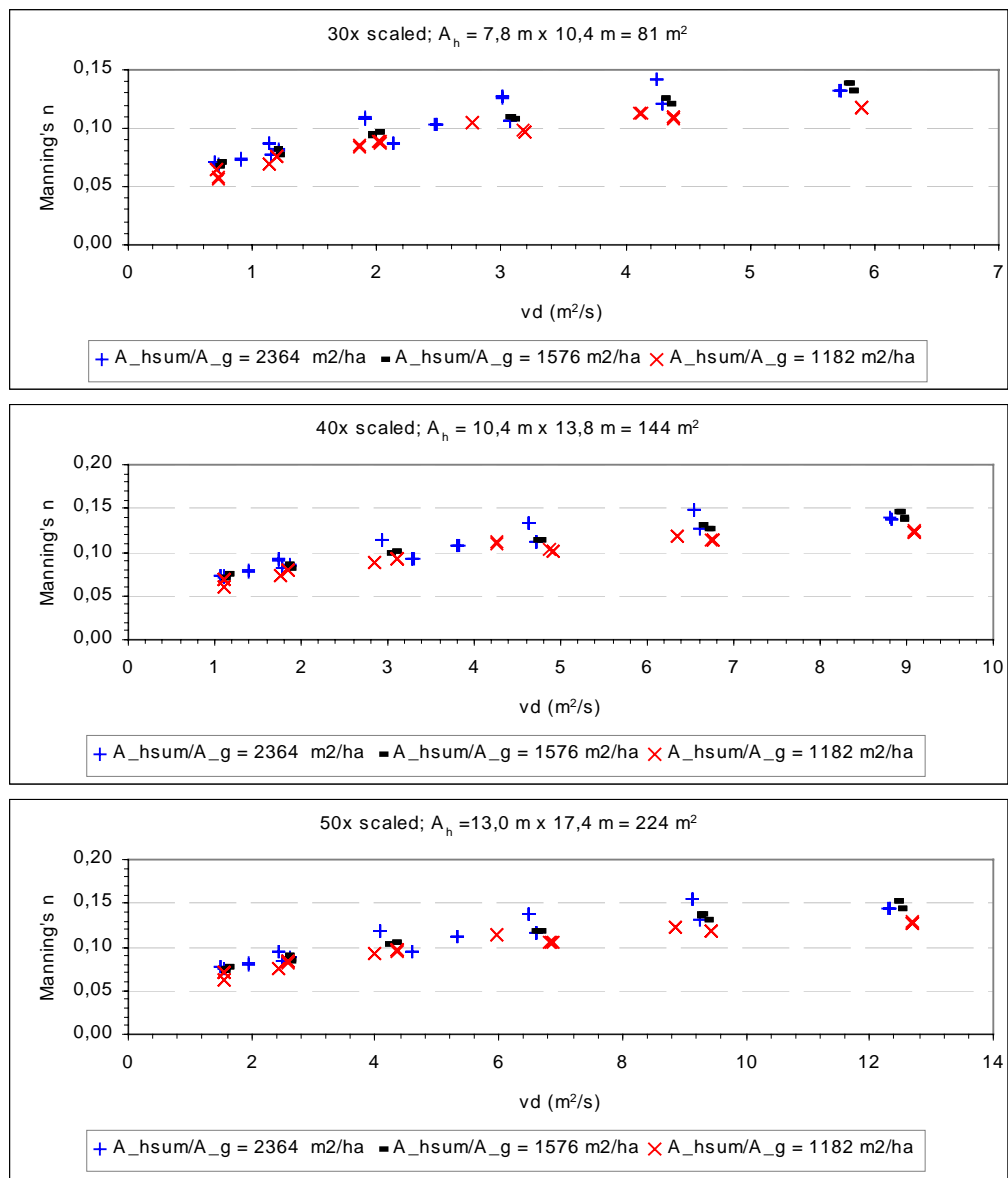 30x scaled; A_h = 7,8 m x 10,4 m = 81 m²
0,15
0,10
0,05
0,00
Manning's n
0 1 2 3 4 5 6 7
vd (m²/s)
A_hsum/A_g = 2364 m2/ha A_hsum/A_g = 1576 m2/ha A_hsum/A_g = 1182 m2/ha
40x scaled; A_h = 10,4 m x 13,8 m = 144 m²
0,20
0,15
0,10
0,05
0,00
Manning's n
0 1 2 3 4 5 6 7 8 9 10
vd (m²/s)
A_hsum/A_g = 2364 m2/ha A_hsum/A_g = 1576 m2/ha A_hsum/A_g = 1182 m2/ha
50x scaled; A_h =13,0 m x 17,4 m = 224 m²
0,20
0,15
0,10
0,05
0,00
Manning's n
0 2 4 6 8 10 12 14
vd (m²/s)
A_hsum/A_g = 2364 m2/ha A_hsum/A_g = 1576 m2/ha A_hsum/A_g = 1182 m2/ha